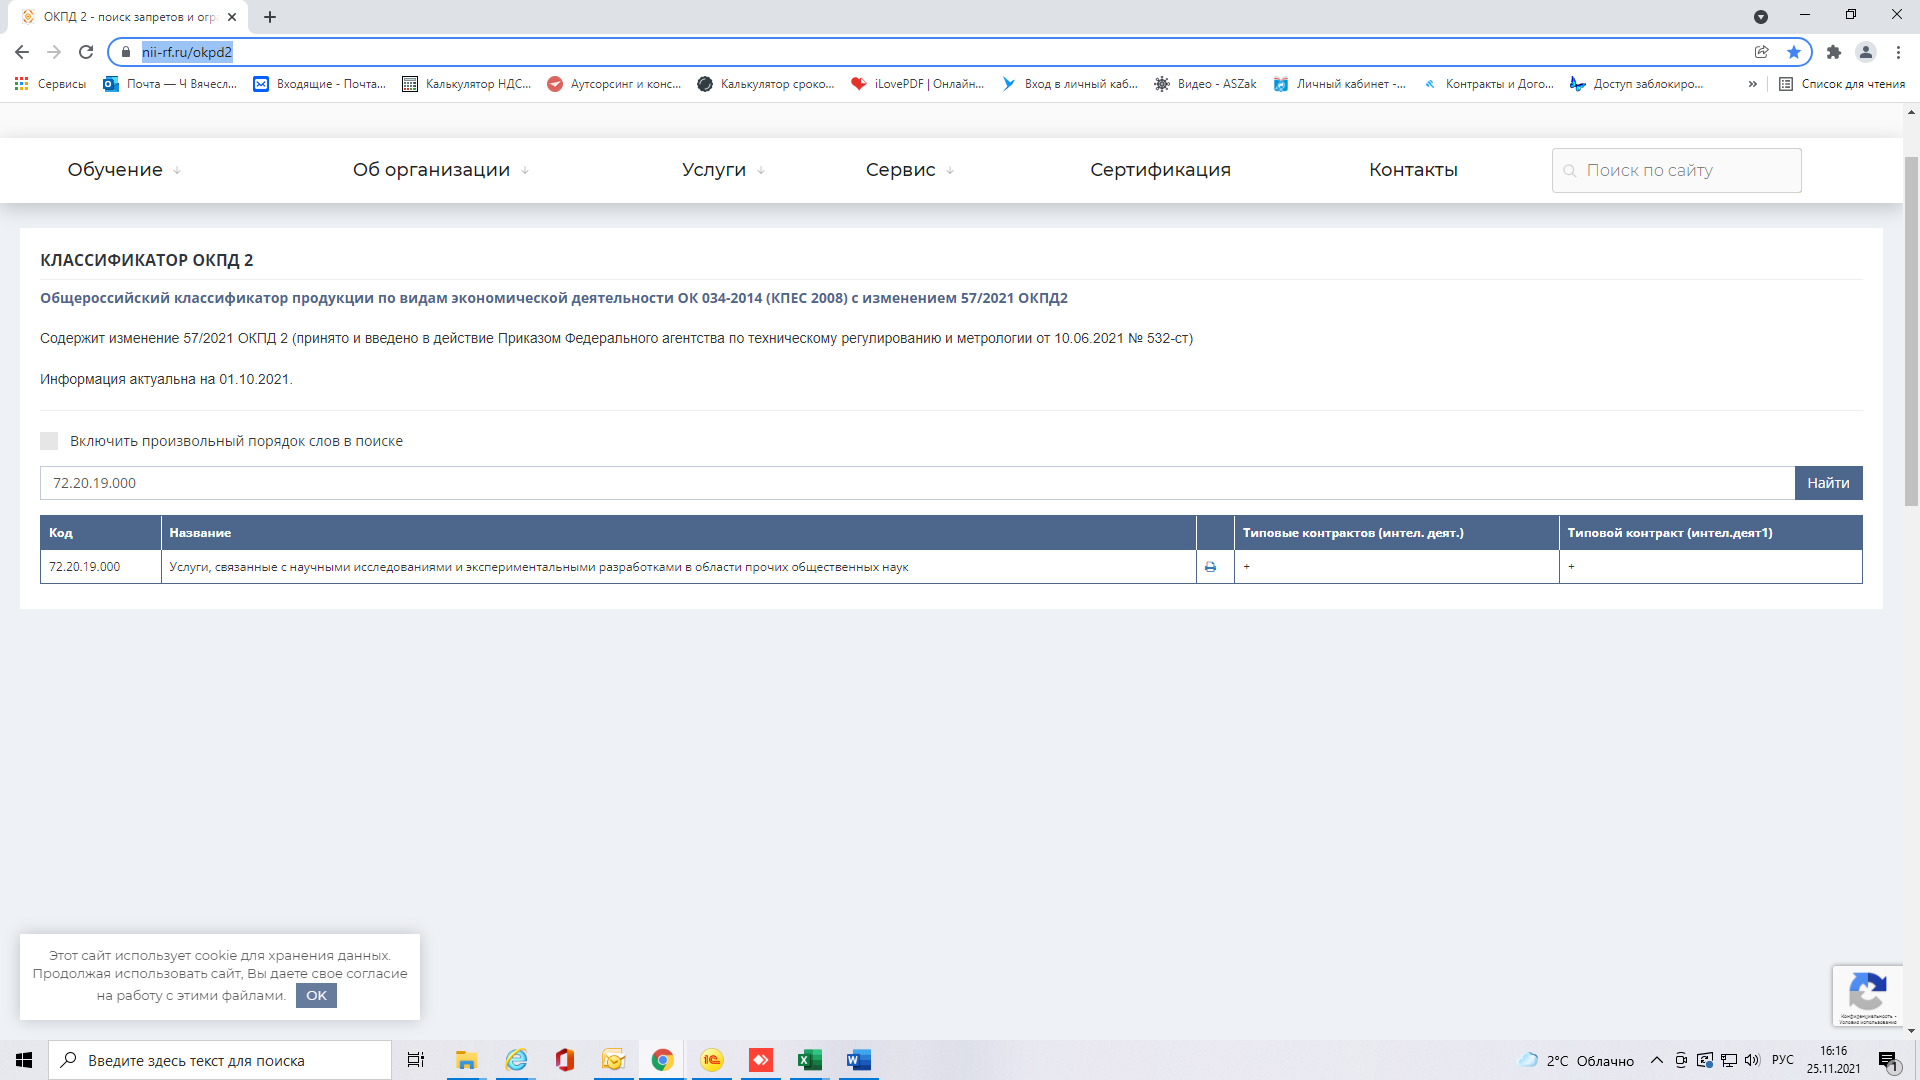 ОКПД 2 - поиск запретов и огра
nii-rf.ru/okpd2
Сервисы
Почта — Ч Вячесл...
Входящие - Почта...
Калькулятор НДС...
Аутсорсинг и конс...
Калькулятор сроко...
iLovePDF | Онлайн...
Вход в личный каб...
Видео - ASZak
Личный кабинет -...
Контракты и Дого...
Доступ заблокиро...
»
Список для чтения
Обучение
Об организации
Услуги
Сервис
Сертификация
Контакты
Поиск по сайту
КЛАССИФИКАТОР ОКПД 2
Общероссийский классификатор продукции по видам экономической деятельности ОК 034-2014 (КПЕС 2008) с изменением 57/2021 ОКПД2
Содержит изменение 57/2021 ОКПД 2 (принято и введено в действие Приказом Федерального агентства по техническому регулированию и метрологии от 10.06.2021 № 532-ст)
Информация актуальна на 01.10.2021.
Включить произвольный порядок слов в поиске
72.20.19.000
Найти
Код Название Типовые контрактов (интел. деят.) Типовой контракт (интел.деят1)
72.20.19.000 Услуги, связанные с научными исследованиями и экспериментальными разработками в области прочих общественных наук + +
Этот сайт использует cookie для хранения данных.
Продолжая использовать сайт, Вы даете свое согласие
на работу с этими файлами. OK
Конфиденциальность -
Условия использования
Введите здесь текст для поиска
2°C Облачно
РУС
16:16
25.11.2021
1